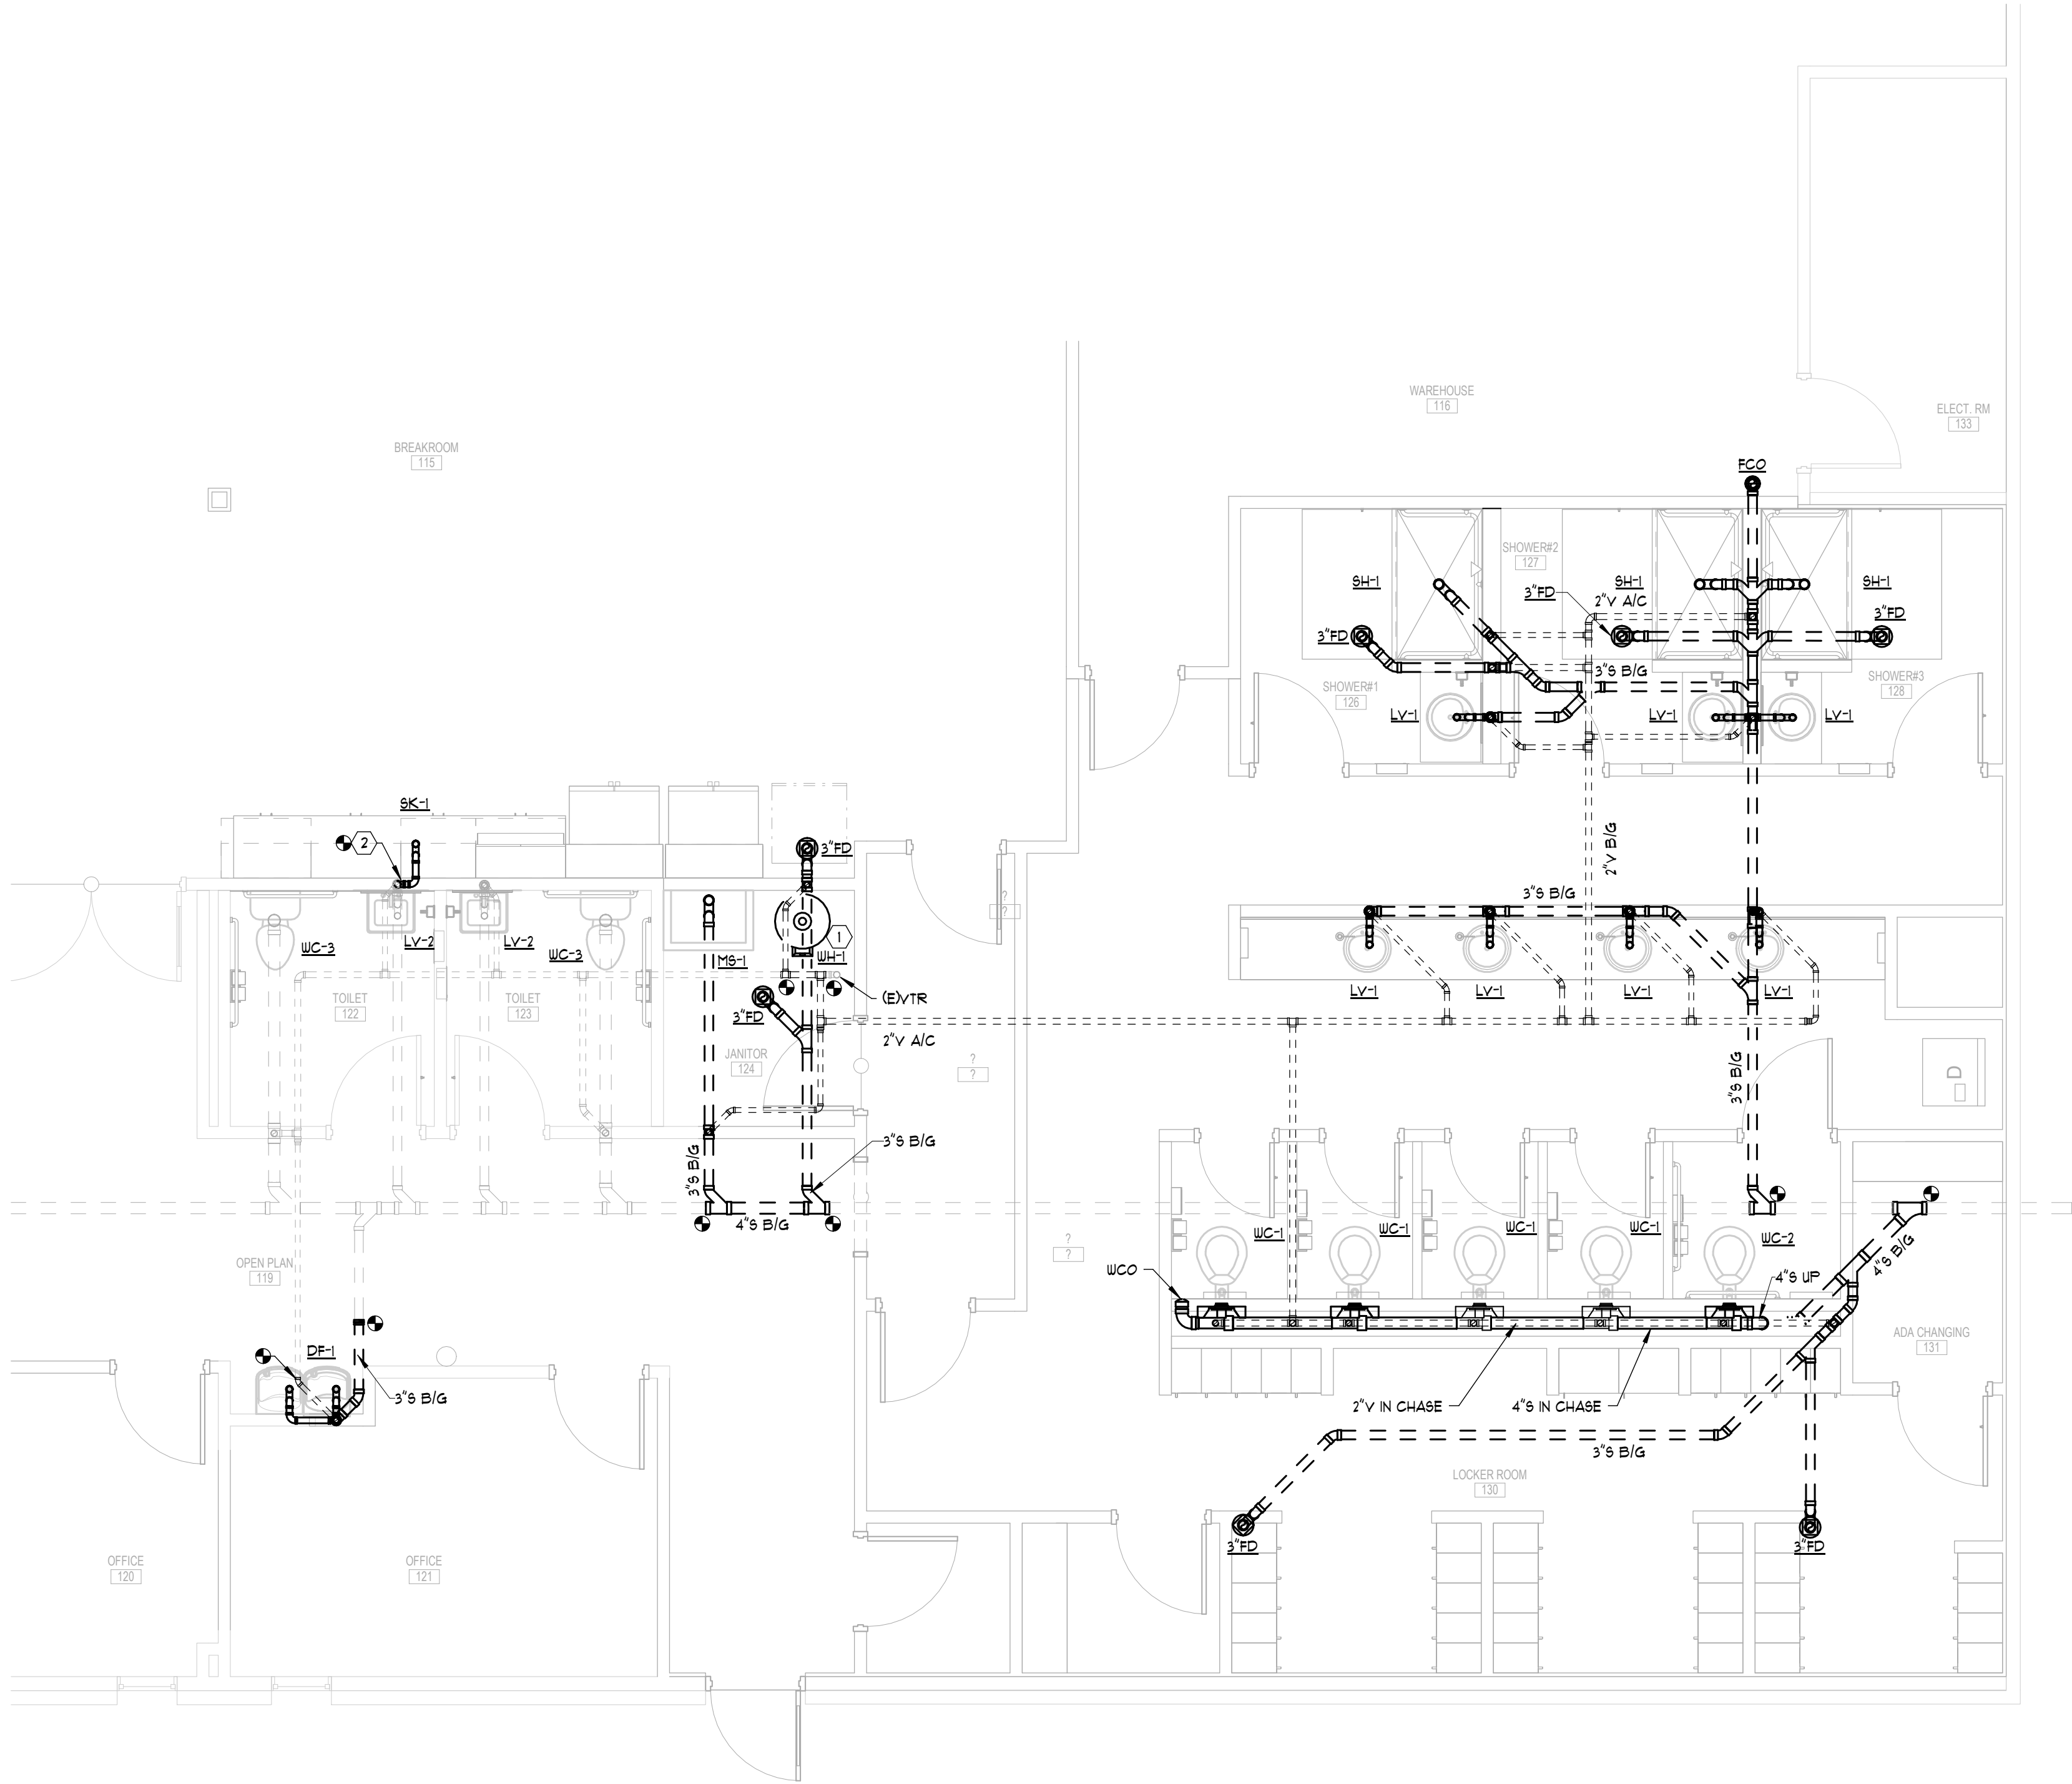 WAREHOUSE
116
ELECT. RM
133
BREAKROOM
115
FCO
SHOWER#2
127
SH-1
SH-1
SH-1
3"FD
2"V A/C
3"FD
3"FD
3"S B/G
SHOWER#1
126
SHOWER#3
128
LV-1
LV-1
LV-1
SK-1
2
3"FD
2"V B/G
3"S B/G
?
?
1
WC-3
LV-2
LV-2
WC-3
MS-1
WH-1
(E)VTR
LV-1
LV-1
LV-1
LV-1
TOILET
122
TOILET
123
3"FD
2"V A/C
JANITOR
124
?
?
D
3"S B/G
3"S B/G
3"S B/G
4"S B/G
WC-1
WC-1
WC-1
WC-1
WC-2
?
?
4"S B/G
OPEN PLAN
119
WCO
4"S UP
ADA CHANGING
131
DF-1
3"S B/G
2"V IN CHASE
4"S IN CHASE
3"S B/G
LOCKER ROOM
130
3"FD
3"FD
OFFICE
120
OFFICE
121